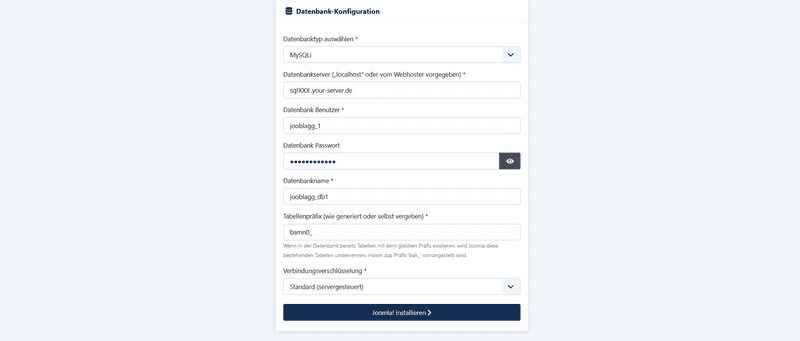 Datenbank-Konfiguration
Datenbanktyp auswählen *
MySQLi
Datenbankserver („localhost" oder vom Webhoster vorgegeben) *
sqlXXX.your-server.de
Datenbank Benutzer *
jooblagg_1
Datenbank Passwort
●●●●●●●●●●●●
Datenbankname *
jooblagg_db1
Tabellenpräfix (wie generiert oder selbst vergeben) *
bamn0_
Wenn in der Datenbank bereits Tabellen mit dem gleichen Präfix existieren, wird Joomla diese
bestehenden Tabellen umbenennen, indem das Präfix 'bak_' vorrangestellt wird.
Verbindungsverschlüsselung *
Standard (servergesteuert)
Joomla! installieren